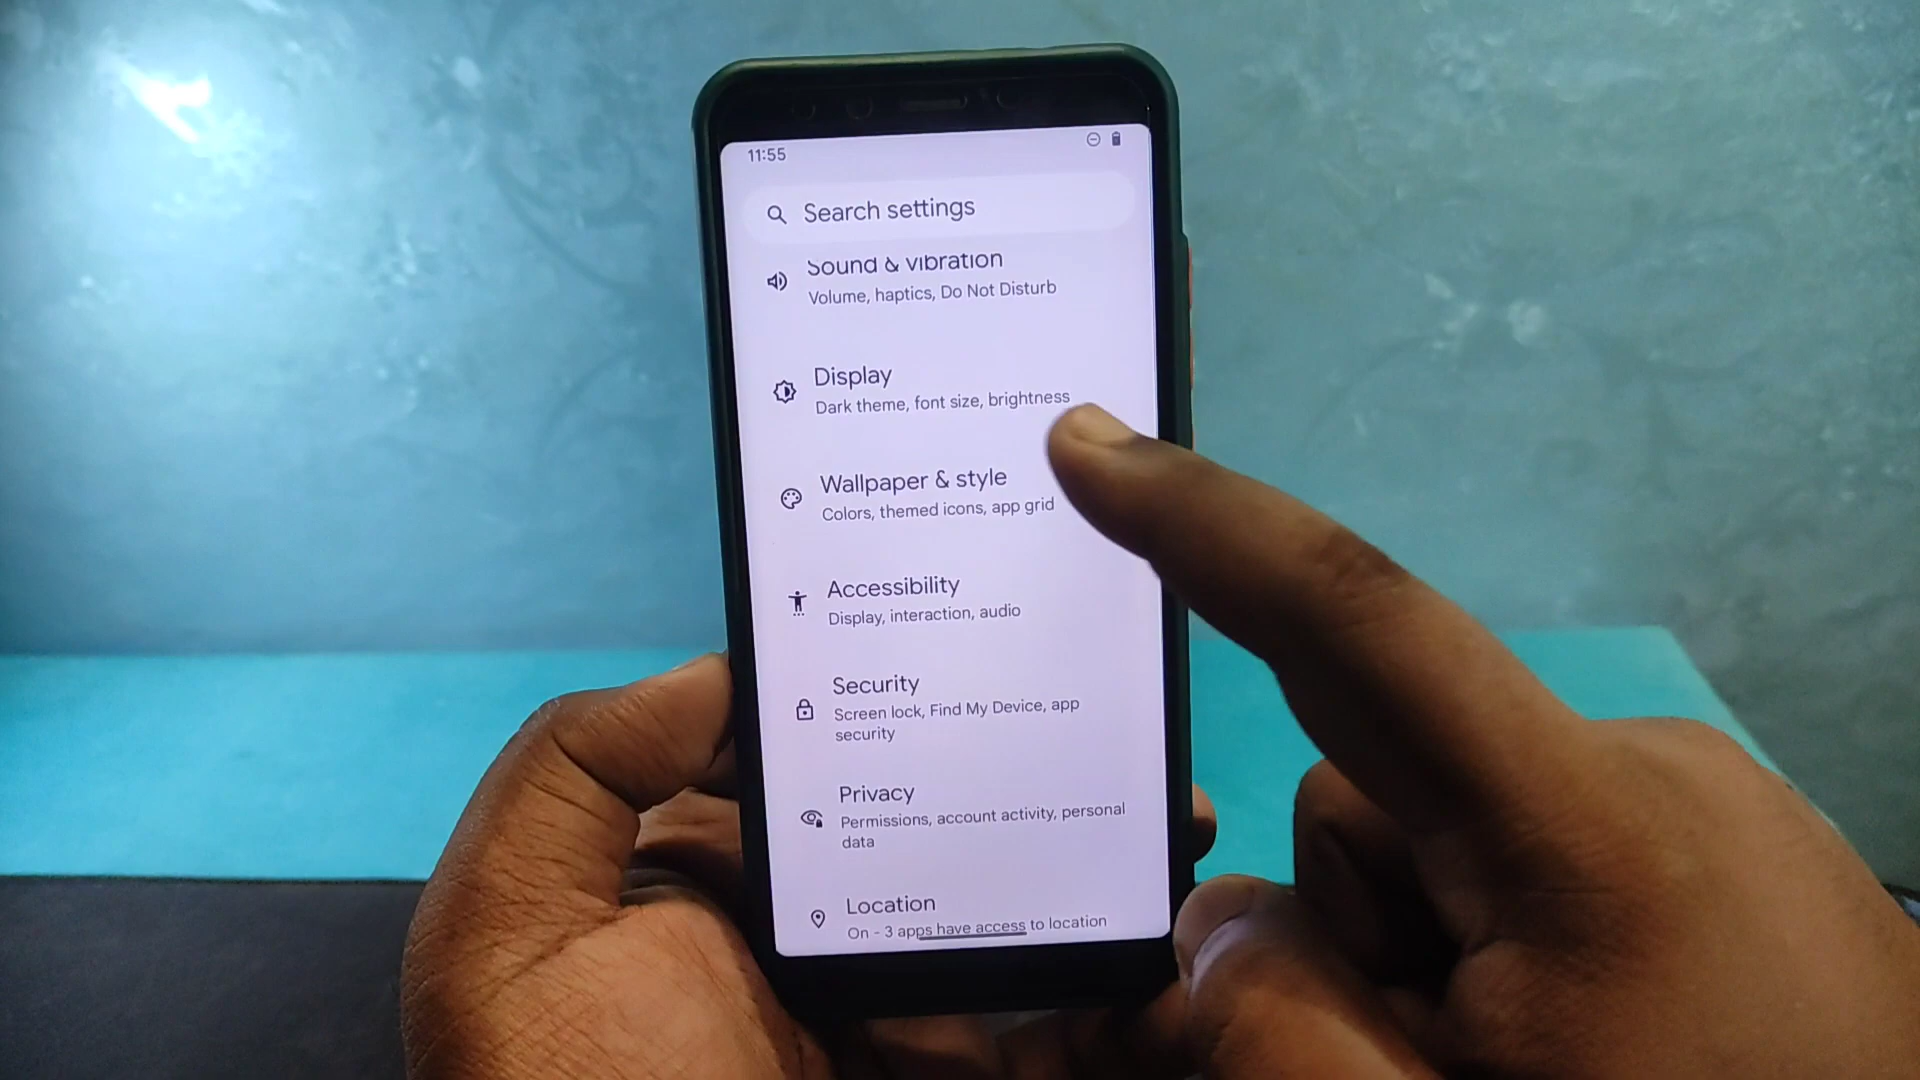 11:55
Search settings
Sound & vibration
Volume, haptics, Do Not Disturb
Display
Dark theme, font size, brightness
Wallpaper & style
Colors, themed icons, app grid
Accessibility
Display, interaction, audio
Security
Screen lock, Find My Device, app
security
Privacy
Permissions, account activity, personal
data
Location
On - 3 apps have access to location